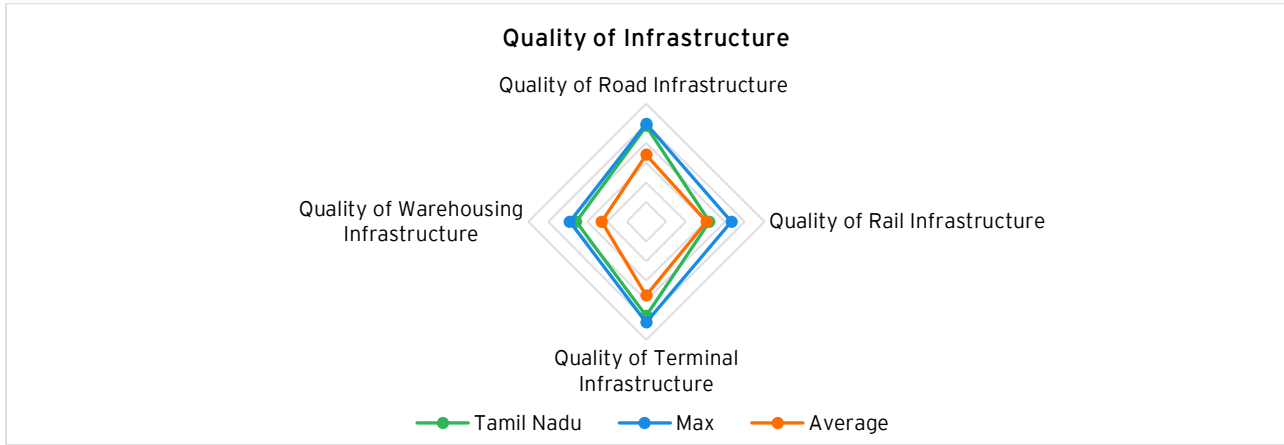 Quality of Infrastructure
Quality of Road Infrastructure
Quality of Warehousing
Infrastructure
Quality of Rail Infrastructure
Quality of Terminal
Infrastructure
Tamil Nadu
Max
Average